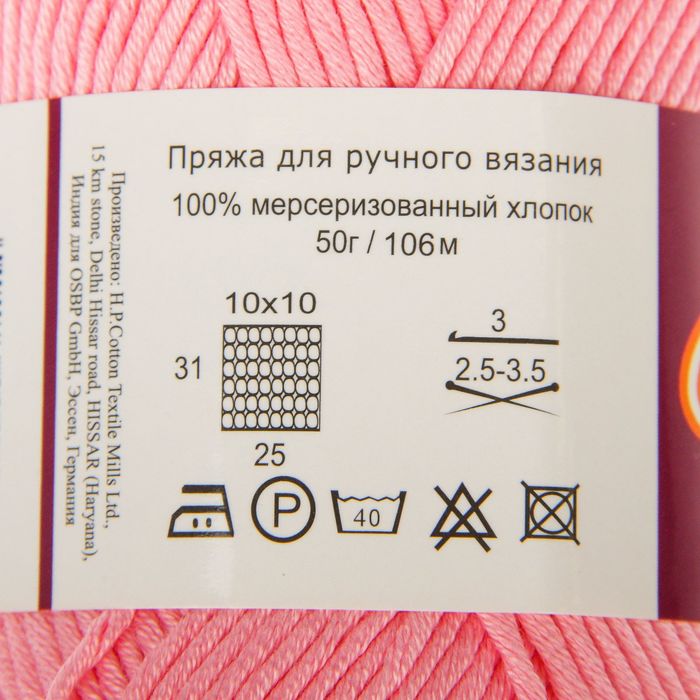 Пряжа для ручного вязания
100% мерсеризованный хлопок
50г / 106м
10x10
31
25
3
2.5-3.5
P
40
Произведено: H.P.Cotton Textile Mills Ltd.,
15 km stone, Delhi Hissar road, HISSAR (Haryana),
Индия для OSBP GmbH, Эссен, Германия